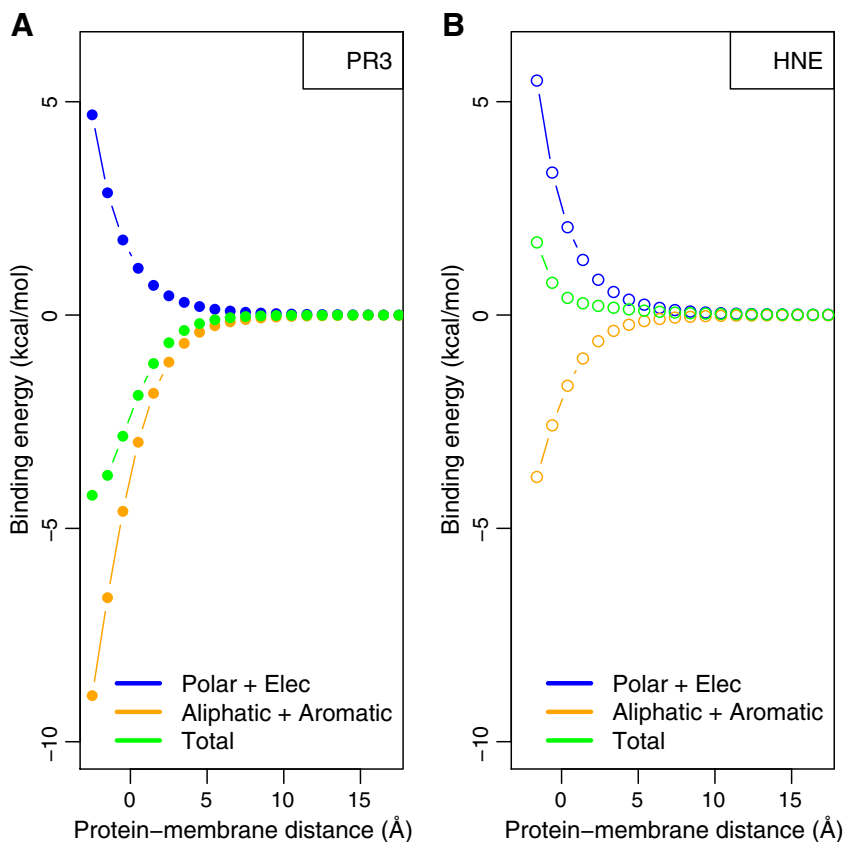 A
PR3
5
0
−5
−10
Binding energy (kcal/mol)
Polar + Elec
Aliphatic + Aromatic
Total
0 5 10 15
Protein−membrane distance (Å)
B
HNE
5
0
−5
−10
Binding energy (kcal/mol)
Polar + Elec
Aliphatic + Aromatic
Total
0 5 10 15
Protein−membrane distance (Å)